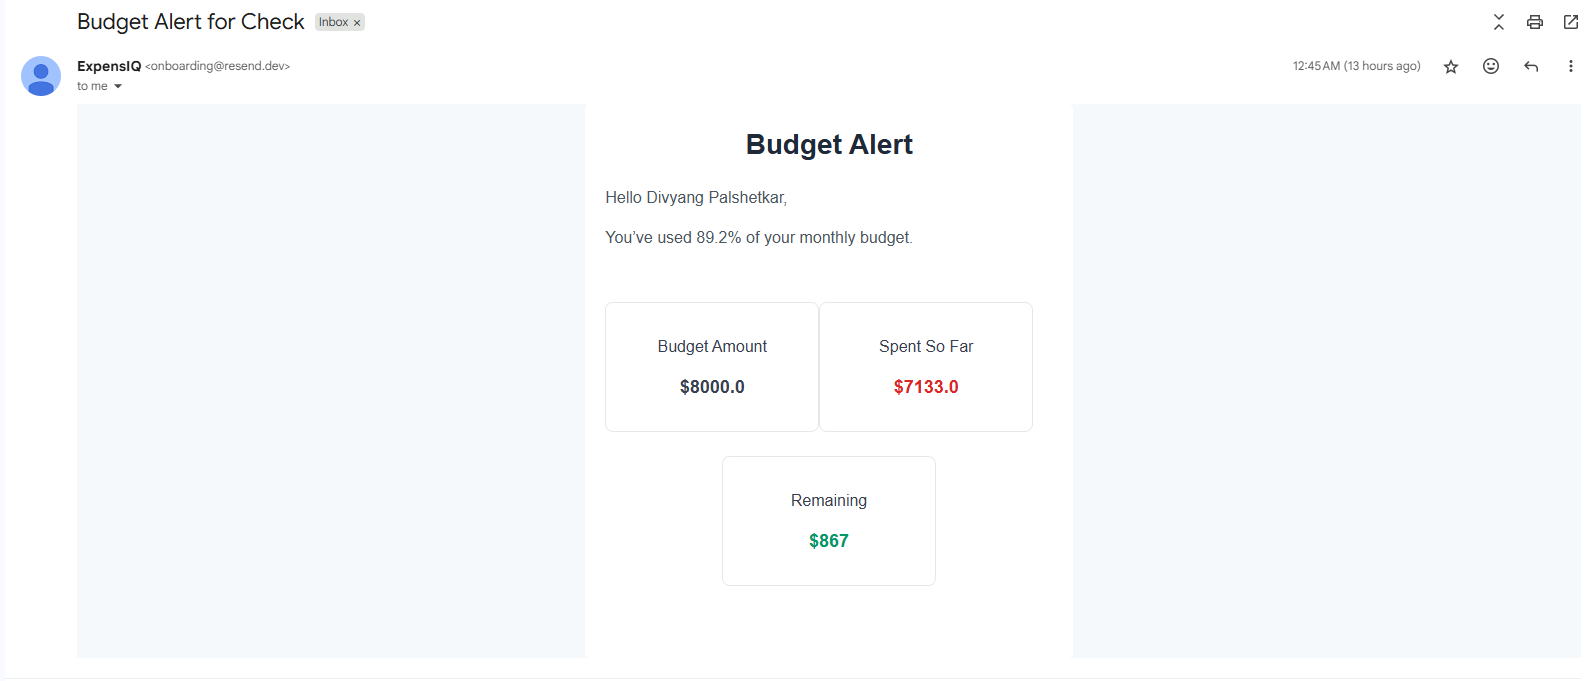 Budget Alert for Check Inbox ×
ExpensIQ <onboarding@resend.dev> 12:45 AM (13 hours ago)
to me
Budget Alert
Hello Divyang Palshetkar,
You’ve used 89.2% of your monthly budget.
Budget Amount Spent So Far
$8000.0 $7133.0
Remaining
$867